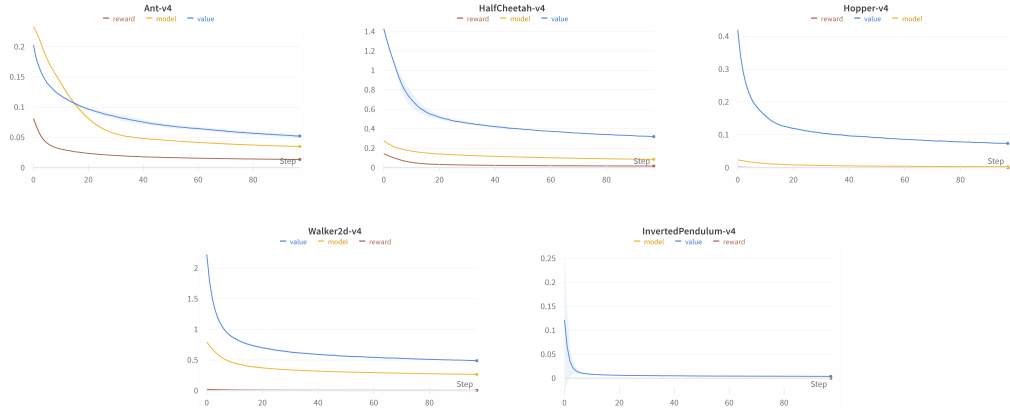 Ant-v4
reward model value
0.2
0.15
0.1
0.05
0
Step
0 20 40 60 80
HalfCheetah-v4
reward model value
1.4
1.2
1
0.8
0.6
0.4
0.2
0
Step
0 20 40 60 80
Hopper-v4
reward value model
0.4
0.3
0.2
0.1
0
Step
0 20 40 60 80
Walker2d-v4
value model reward
2
1.5
1
0.5
0
Step
0 20 40 60 80
InvertedPendulum-v4
model value reward
0.25
0.2
0.15
0.1
0.05
0
Step
0 20 40 60 80